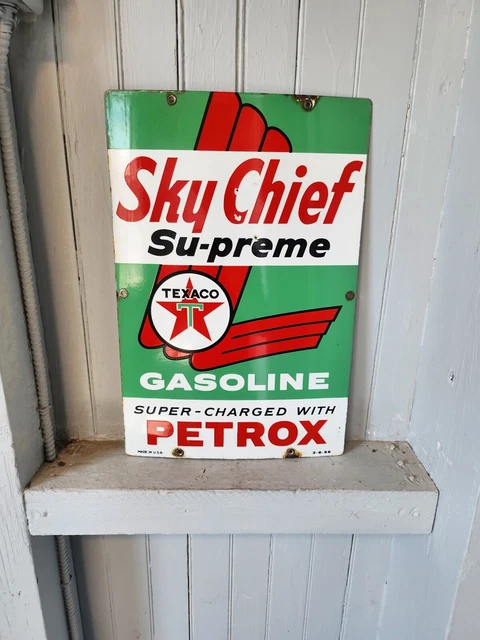 Sky Chief
Su-preme
TEXACO
T
GASOLINE
SUPER-CHARGED WITH
PETROX
MADE IN U.S.A.